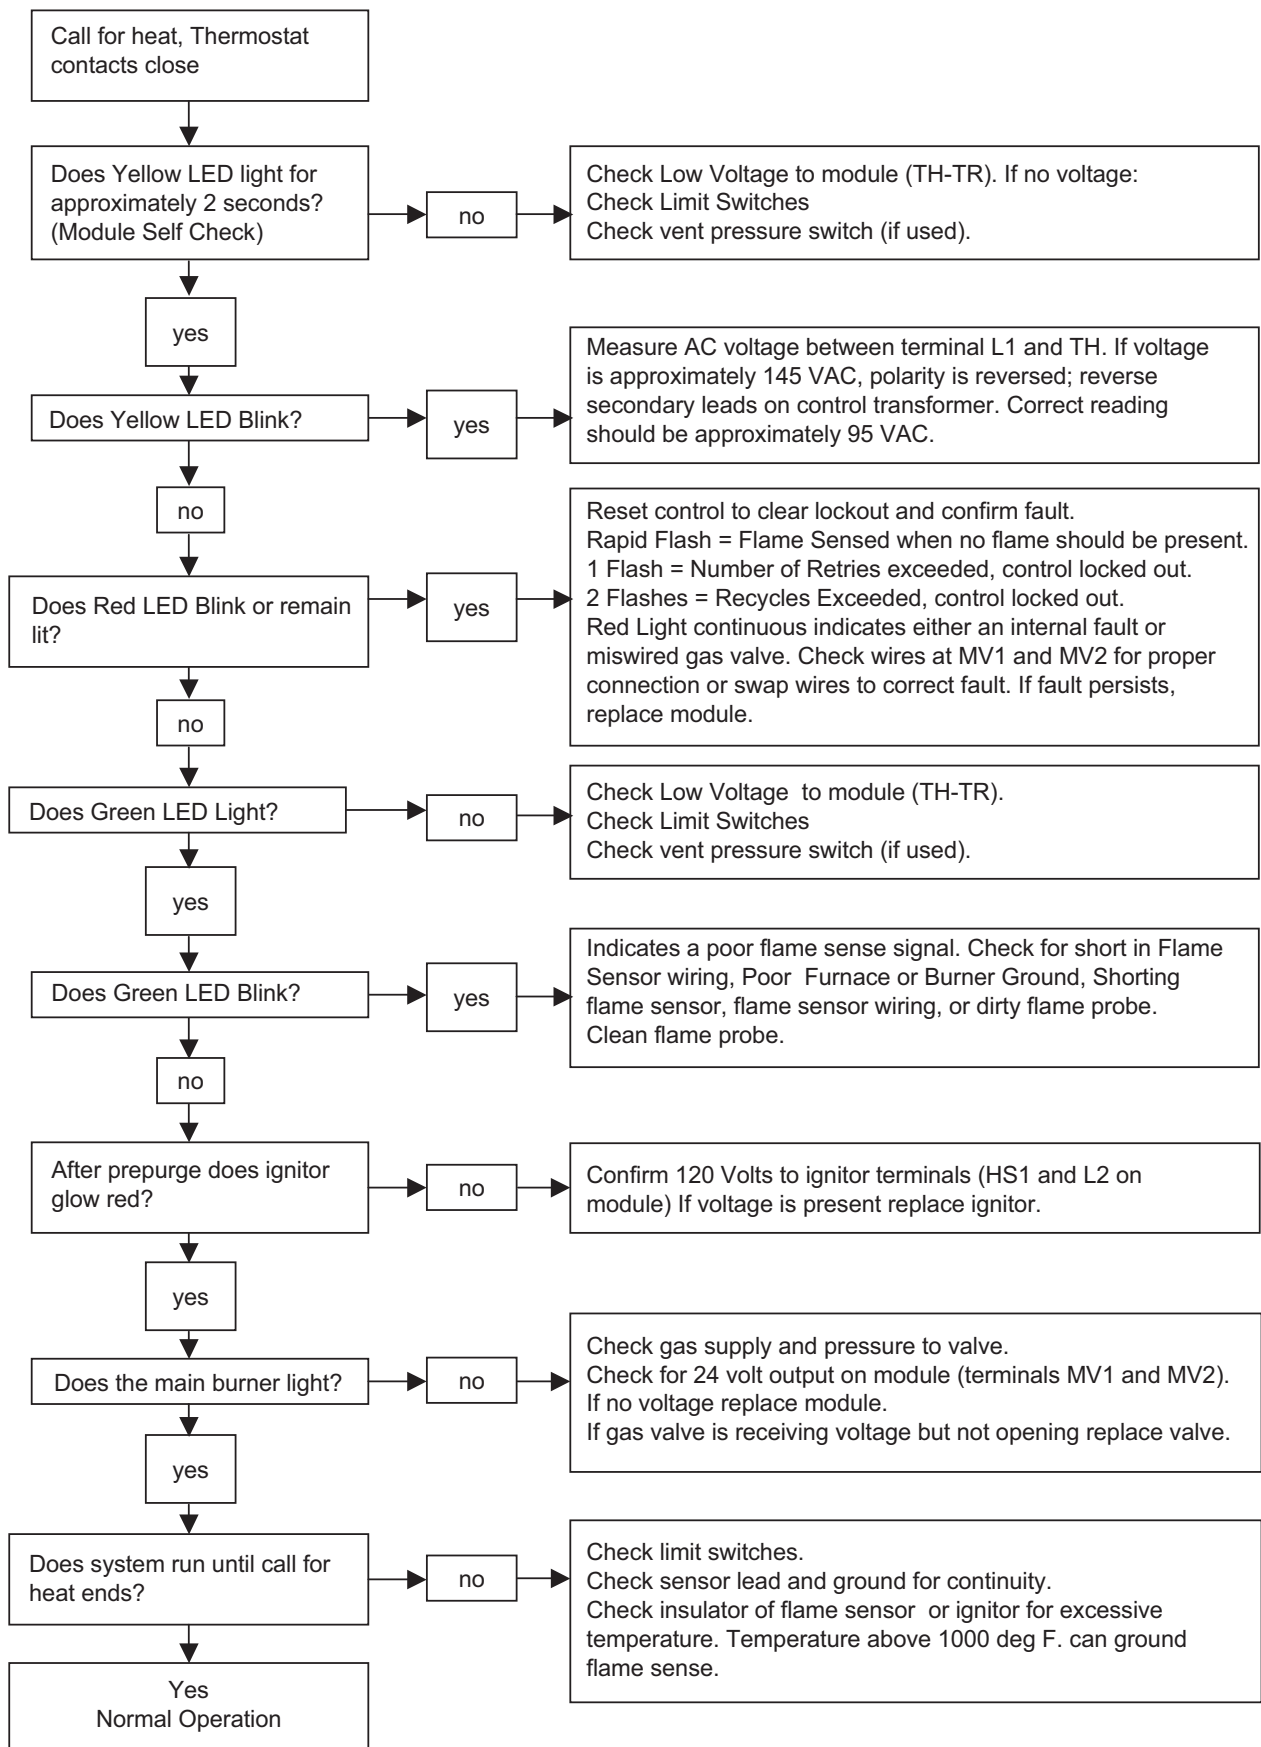 Call for heat, Thermostat
contacts close
Does Yellow LED light for
approximately 2 seconds?
(Module Self Check)
no
Check Low Voltage to module (TH-TR). If no voltage:
Check Limit Switches
Check vent pressure switch (if used).
yes
Does Yellow LED Blink?
yes
Measure AC voltage between terminal L1 and TH. If voltage
is approximately 145 VAC, polarity is reversed; reverse
secondary leads on control transformer. Correct reading
should be approximately 95 VAC.
no
Does Red LED Blink or remain
lit?
yes
Reset control to clear lockout and confirm fault.
Rapid Flash = Flame Sensed when no flame should be present.
1 Flash = Number of Retries exceeded, control locked out.
2 Flashes = Recycles Exceeded, control locked out.
Red Light continuous indicates either an internal fault or
miswired gas valve. Check wires at MV1 and MV2 for proper
connection or swap wires to correct fault. If fault persists,
replace module.
no
Does Green LED Light?
no
Check Low Voltage  to module (TH-TR).
Check Limit Switches
Check vent pressure switch (if used).
yes
Does Green LED Blink?
yes
Indicates a poor flame sense signal. Check for short in Flame
Sensor wiring, Poor  Furnace or Burner Ground, Shorting
flame sensor, flame sensor wiring, or dirty flame probe.
Clean flame probe.
no
After prepurge does ignitor
glow red?
no
Confirm 120 Volts to ignitor terminals (HS1 and L2 on
module) If voltage is present replace ignitor.
yes
Does the main burner light?
no
Check gas supply and pressure to valve.
Check for 24 volt output on module (terminals MV1 and MV2).
If no voltage replace module.
If gas valve is receiving voltage but not opening replace valve.
yes
Does system run until call for
heat ends?
no
Check limit switches.
Check sensor lead and ground for continuity.
Check insulator of flame sensor  or ignitor for excessive
temperature. Temperature above 1000 deg F. can ground
flame sense.
Yes
Normal Operation